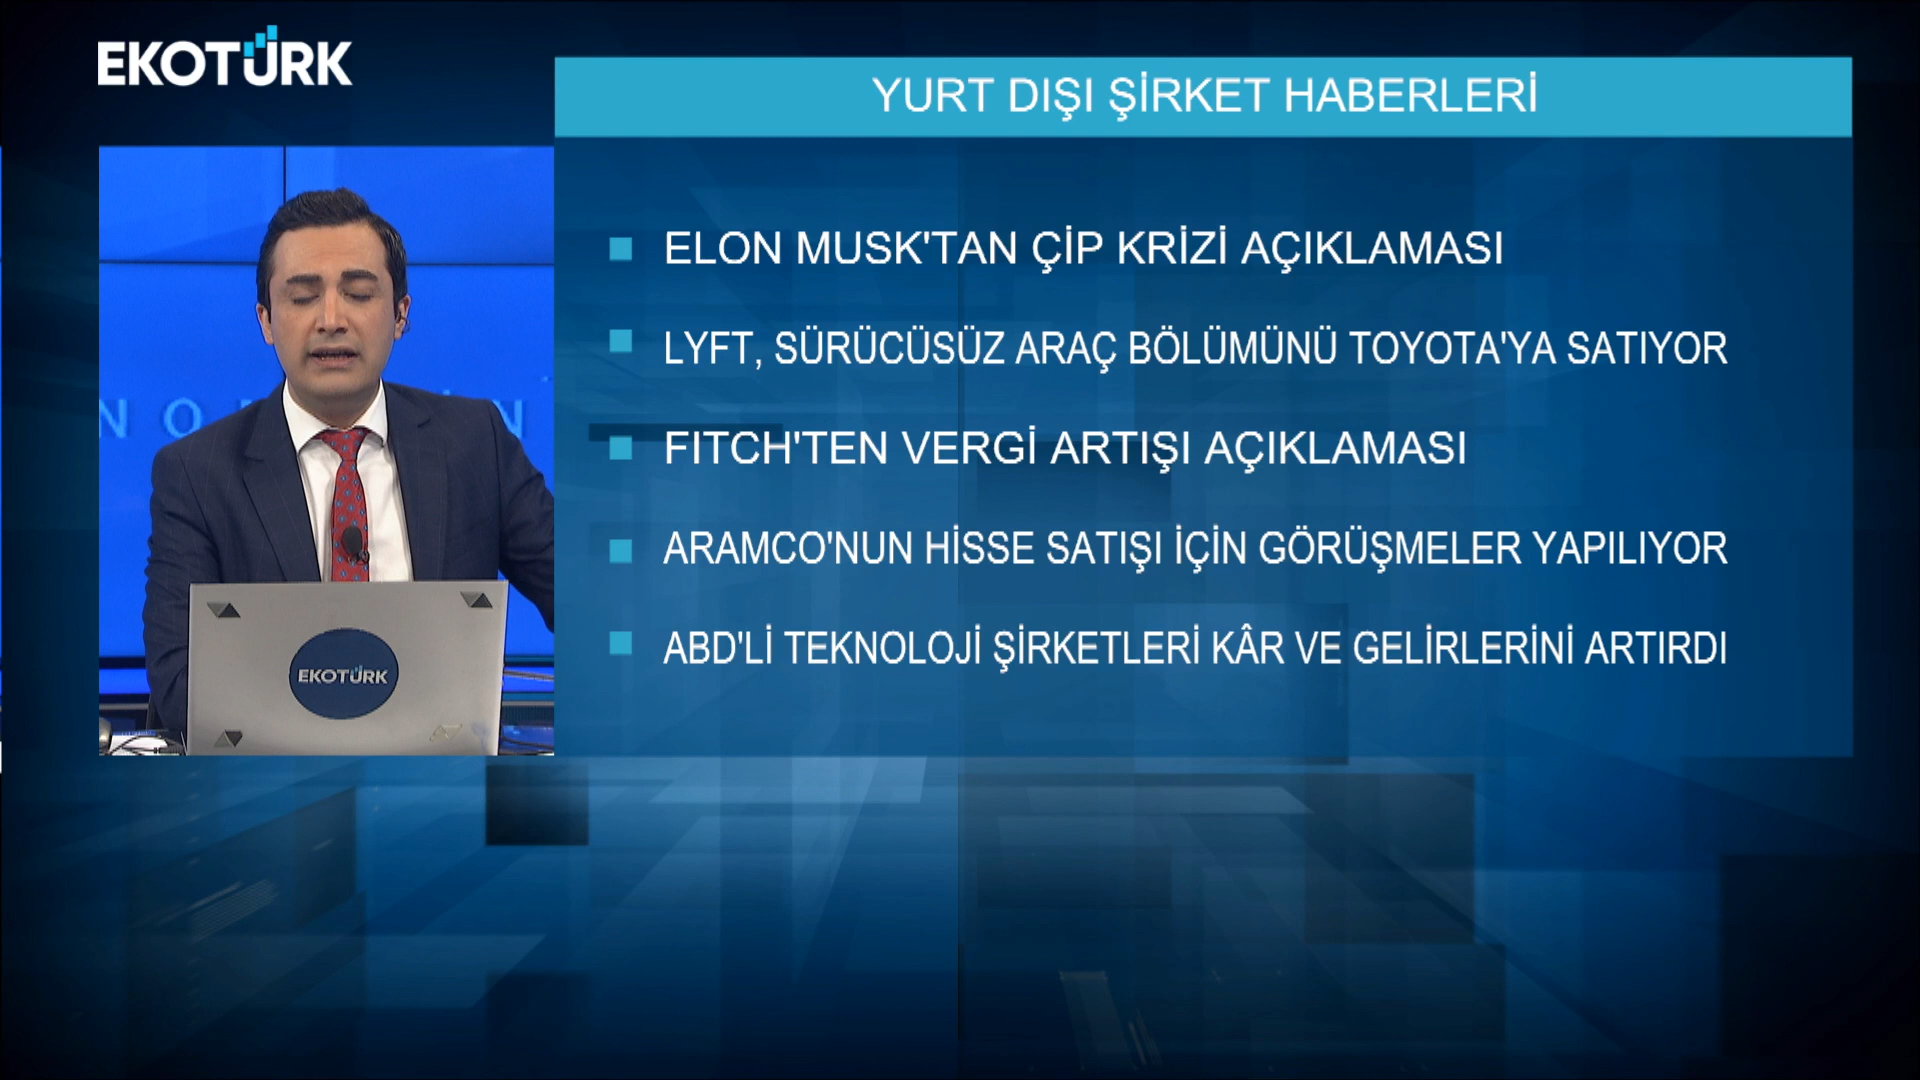 EKOTÜRK
YURT DIŞI ŞİRKET HABERLERİ
ELON MUSK'TAN ÇİP KRİZİ AÇIKLAMASI
LYFT, SÜRÜCÜSÜZ ARAÇ BÖLÜMÜNÜ TOYOTA'YA SATIYOR
FITCH'TEN VERGİ ARTIŞI AÇIKLAMASI
ARAMCO'NUN HİSSE SATIŞI İÇİN GÖRÜŞMELER YAPILIYOR
ABD'Lİ TEKNOLOJİ ŞİRKETLERİ KÂR VE GELİRLERİNİ ARTIRDI
EKOTÜRK